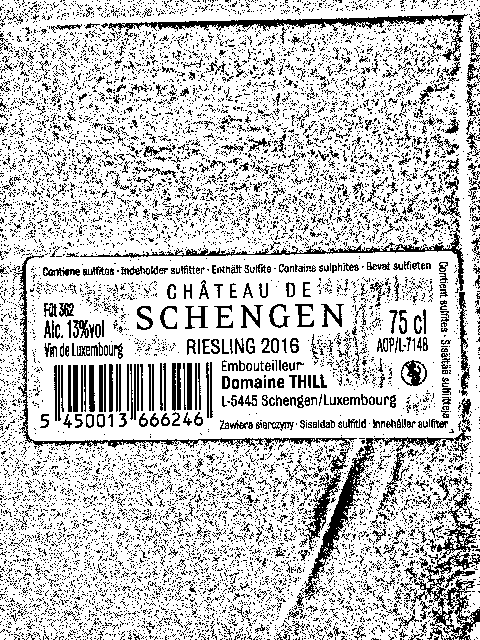 Contiene sulfitos · Indeholder sulfitter · Enthält Sulfite · Contains sulphites · Bevat sulfieten
CHÂTEAU DE
SCHENGEN
RIESLING 2016
Fût 362
Alc. 13%vol
Vin de Luxembourg
75 cl
AOP/L-7148
Embouteilleur
Domaine THILL
L-5445 Schengen/Luxembourg
5 450013 666246
Zawiera siarczyny · Sisaldab sulfitid · Innehåller sulfiter
Contient sulfites · Sisältää sulfiitteja